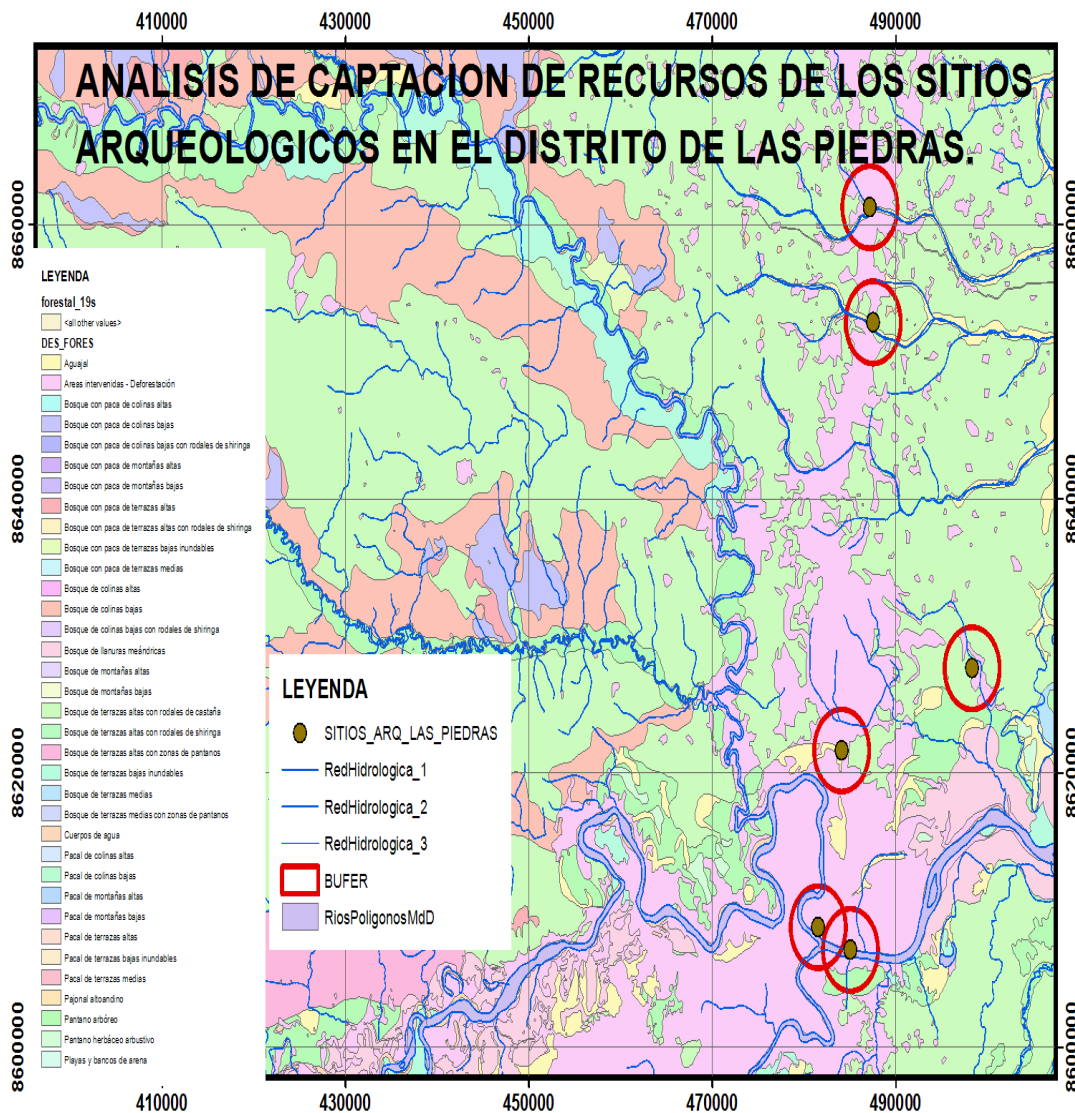 410000 430000 450000 470000 490000
ANALISIS DE CAPTACION DE RECURSOS DE LOS SITIOS
ARQUEOLOGICOS EN EL DISTRITO DE LAS PIEDRAS.
8660000
8660000
8640000
8640000
8620000
8620000
8600000
8600000
LEYENDA
forestal_19s
<all other values>
DES_FORES
Aguajal
Areas intervenidas - Deforestación
Bosque con paca de colinas altas
Bosque con paca de colinas bajas
Bosque con paca de colinas bajas con rodales de shiringa
Bosque con paca de montañas altas
Bosque con paca de montañas bajas
Bosque con paca de terrazas altas
Bosque con paca de terrazas altas con rodales de shiringa
Bosque con paca de terrazas bajas inundables
Bosque con paca de terrazas medias
Bosque de colinas altas
Bosque de colinas bajas
Bosque de colinas bajas con rodales de shiringa
Bosque de llanuras meándricas
Bosque de montañas altas
Bosque de montañas bajas
Bosque de terrazas altas con rodales de castaña
Bosque de terrazas altas con rodales de shiringa
Bosque de terrazas altas con zonas de pantanos
Bosque de terrazas bajas inundables
Bosque de terrazas medias
Bosque de terrazas medias con zonas de pantanos
Cuerpos de agua
Pacal de colinas altas
Pacal de colinas bajas
Pacal de montañas altas
Pacal de montañas bajas
Pacal de terrazas altas
Pacal de terrazas bajas inundables
Pacal de terrazas medias
Pajonal altoandino
Pantano arbóreo
Pantano herbáceo arbustivo
Playas y bancos de arena
LEYENDA
SITIOS_ARQ_LAS_PIEDRAS
RedHidrologica_1
RedHidrologica_2
RedHidrologica_3
BUFER
RiosPoligonosMdD
410000 430000 450000 470000 490000